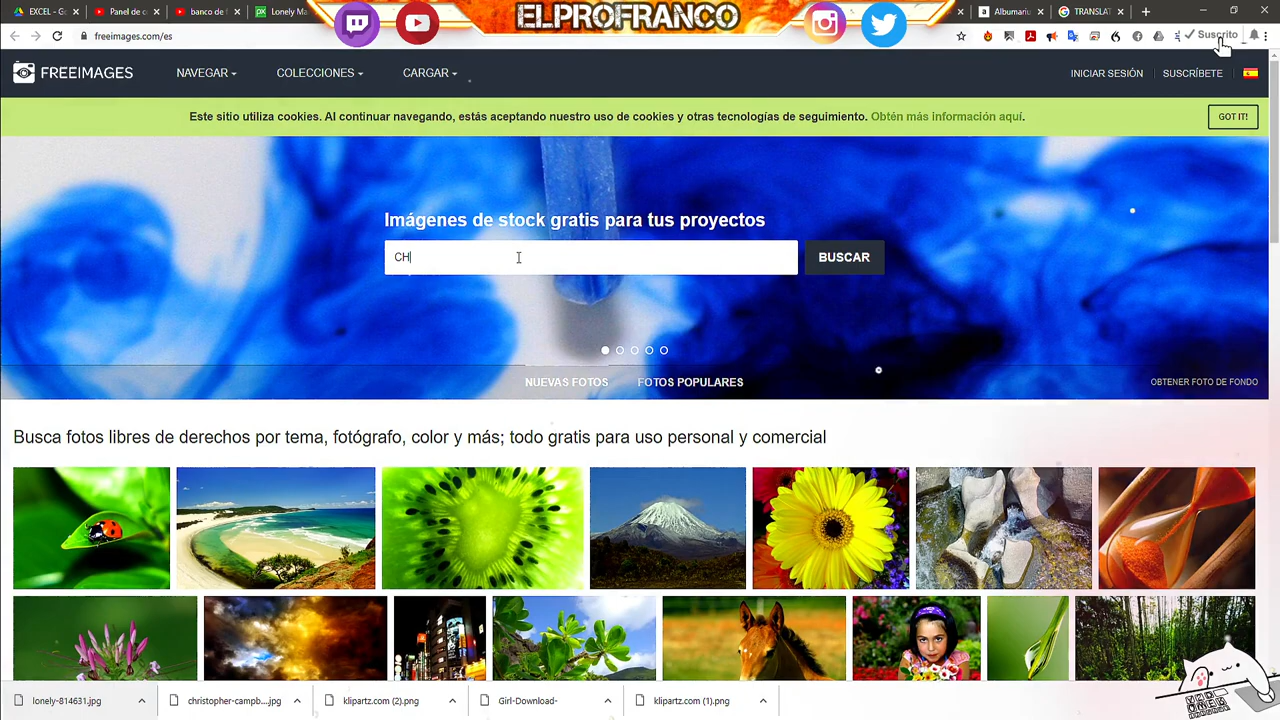 EXCEL - Go
Panel de c
banco de
Lonely Ma
ELPROFRANCO
Albumariu
TRANSLAT
freeimages.com/es
Suscrito
FREEIMAGES
NAVEGAR
COLECCIONES
CARGAR
INICIAR SESIÓN
SUSCRÍBETE
Este sitio utiliza cookies. Al continuar navegando, estás aceptando nuestro uso de cookies y otras tecnologías de seguimiento. Obtén más información aquí.
GOT IT!
Imágenes de stock gratis para tus proyectos
CH
BUSCAR
NUEVAS FOTOS
FOTOS POPULARES
OBTENER FOTO DE FONDO
Busca fotos libres de derechos por tema, fotógrafo, color y más; todo gratis para uso personal y comercial
lonely-814631.jpg
christopher-campb...jpg
klipartz.com (2).png
Girl-Download-
klipartz.com (1).png